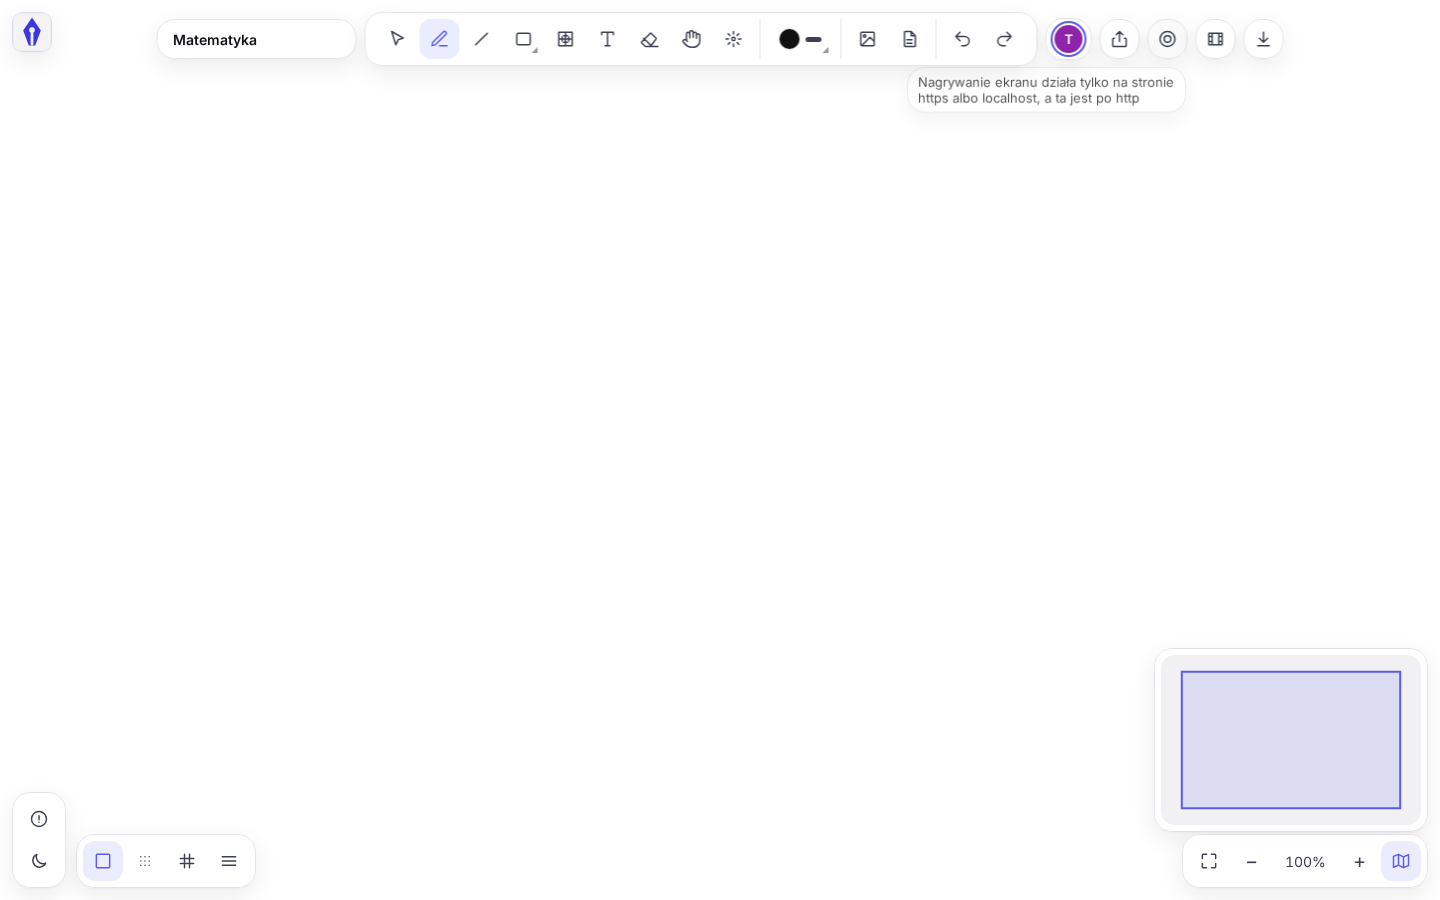 Matematyka
T
Nagrywanie ekranu działa tylko na stronie
https albo localhost, a ta jest po http
100%